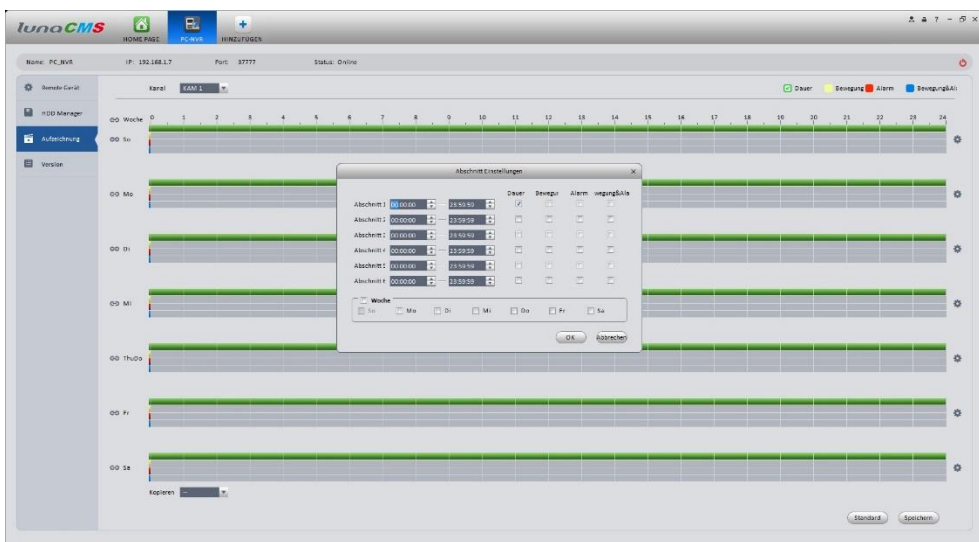 lunaCMS
HOME PAGE
PC-NVR
HINZUFÜGEN
Name: PC_NVR
IP: 192.168.1.7
Port: 37777
Status: Online
Remote Gerät
HDD Manager
Aufzeichnung
Version
Kanal
KAM 1
Dauer
Bewegung
Alarm
Bewegung&Al
Woche
0 1 2 3 4 5 6 7 8 9 10 11 12 13 14 15 16 17 18 19 20 21 22 23 24
So
Mo
Di
Mi
ThuDo
Fr
Sa
Abschnitt Einstellungen
Dauer Bewegur Alarm wegung&Ala
Abschnitt 1 00:00:00 — 23:59:59
Abschnitt 2 00:00:00 — 23:59:59
Abschnitt 3 00:00:00 — 23:59:59
Abschnitt 4 00:00:00 — 23:59:59
Abschnitt 5 00:00:00 — 23:59:59
Abschnitt 6 00:00:00 — 23:59:59
Woche
So Mo Di Mi Do Fr Sa
OK Abbrechen
Kopieren --
Standard Speichern